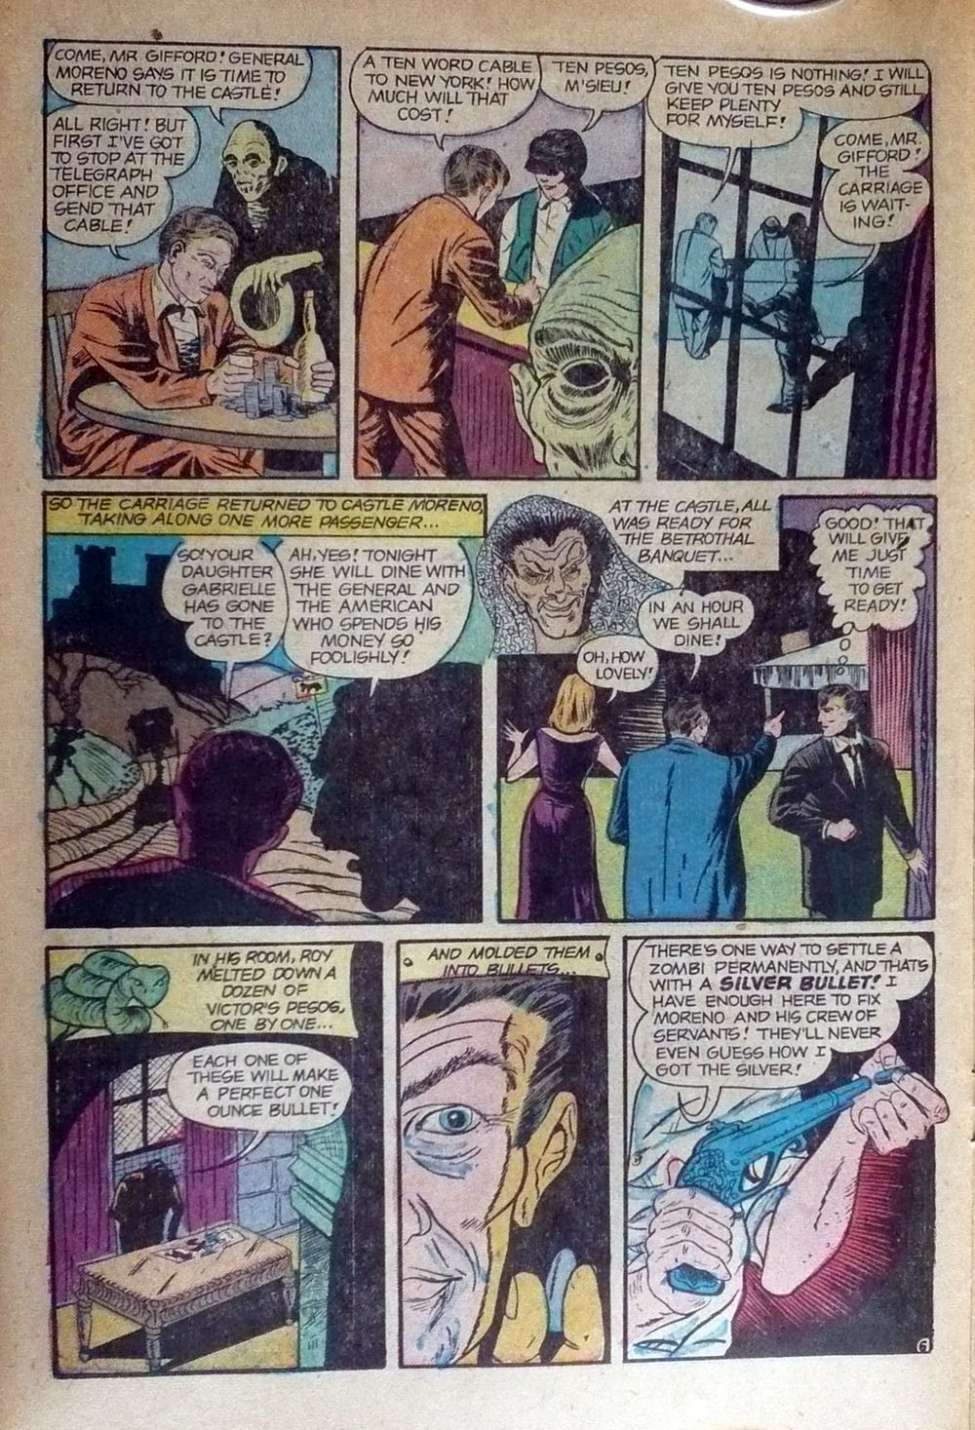 COME, MR. GIFFORD! GENERAL
MORENO SAYS IT IS TIME TO
RETURN TO THE CASTLE!
ALL RIGHT! BUT
FIRST I'VE GOT
TO STOP AT THE
TELEGRAPH
OFFICE AND
SEND THAT
CABLE!
A TEN WORD CABLE
TO NEW YORK! HOW
MUCH WILL THAT
COST!
TEN PESOS,
M'SIEU!
TEN PESOS IS NOTHING! I WILL
GIVE YOU TEN PESOS AND STILL
KEEP PLENTY
FOR MYSELF!
COME, MR.
GIFFORD!
THE
CARRIAGE
IS WAIT-
ING!
SO THE CARRIAGE RETURNED TO CASTLE MORENO,
TAKING ALONG ONE MORE PASSENGER...
SO! YOUR
DAUGHTER
GABRIELLE
HAS GONE
TO THE
CASTLE?
AH, YES! TONIGHT
SHE WILL DINE WITH
THE GENERAL AND
THE AMERICAN
WHO SPENDS HIS
MONEY SO
FOOLISHLY!
AT THE CASTLE, ALL
WAS READY FOR
THE BETROTHAL
BANQUET...
OH, HOW
LOVELY!
IN AN HOUR
WE SHALL
DINE!
GOOD! THAT
WILL GIVE
ME JUST
TIME
TO GET
READY!
IN HIS ROOM, ROY
MELTED DOWN A
DOZEN OF
VICTOR'S PESOS,
ONE BY ONE...
EACH ONE OF
THESE WILL MAKE
A PERFECT ONE
OUNCE BULLET!
AND MOLDED THEM
INTO BULLETS...
THERE'S ONE WAY TO SETTLE A
ZOMBI PERMANENTLY, AND THAT'S
WITH A SILVER BULLET! I
HAVE ENOUGH HERE TO FIX
MORENO AND HIS CREW OF
SERVANTS! THEY'LL NEVER
EVEN GUESS HOW I
GOT THE SILVER!
6